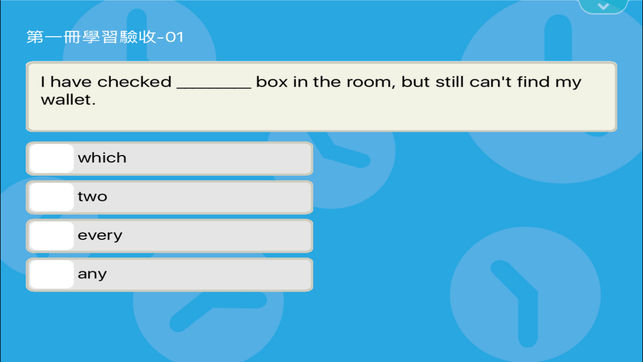 第一冊學習驗收-01
I have checked _________ box in the room, but still can't find my
wallet.
which
two
every
any